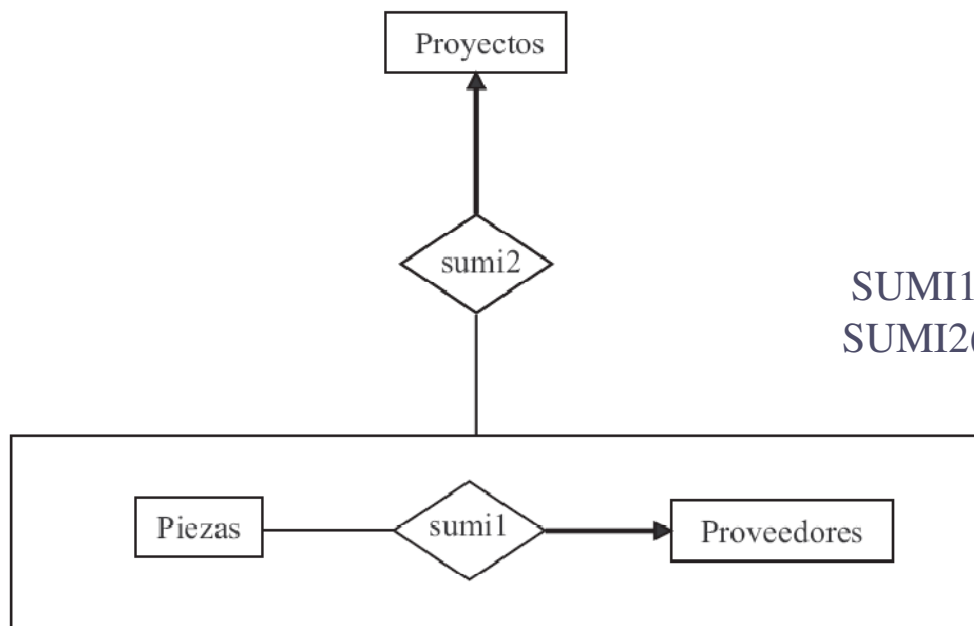 Proyectos
sumi2
SUMI1
SUMI2(
Piezas
sumi1
Proveedores